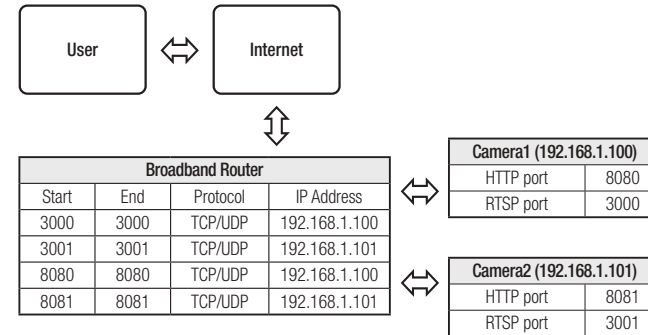 User
Internet
Broadband Router
Start End Protocol IP Address
3000 3000 TCP/UDP 192.168.1.100
3001 3001 TCP/UDP 192.168.1.101
8080 8080 TCP/UDP 192.168.1.100
8081 8081 TCP/UDP 192.168.1.101
Camera1 (192.168.1.100)
HTTP port 8080
RTSP port 3000
Camera2 (192.168.1.101)
HTTP port 8081
RTSP port 3001